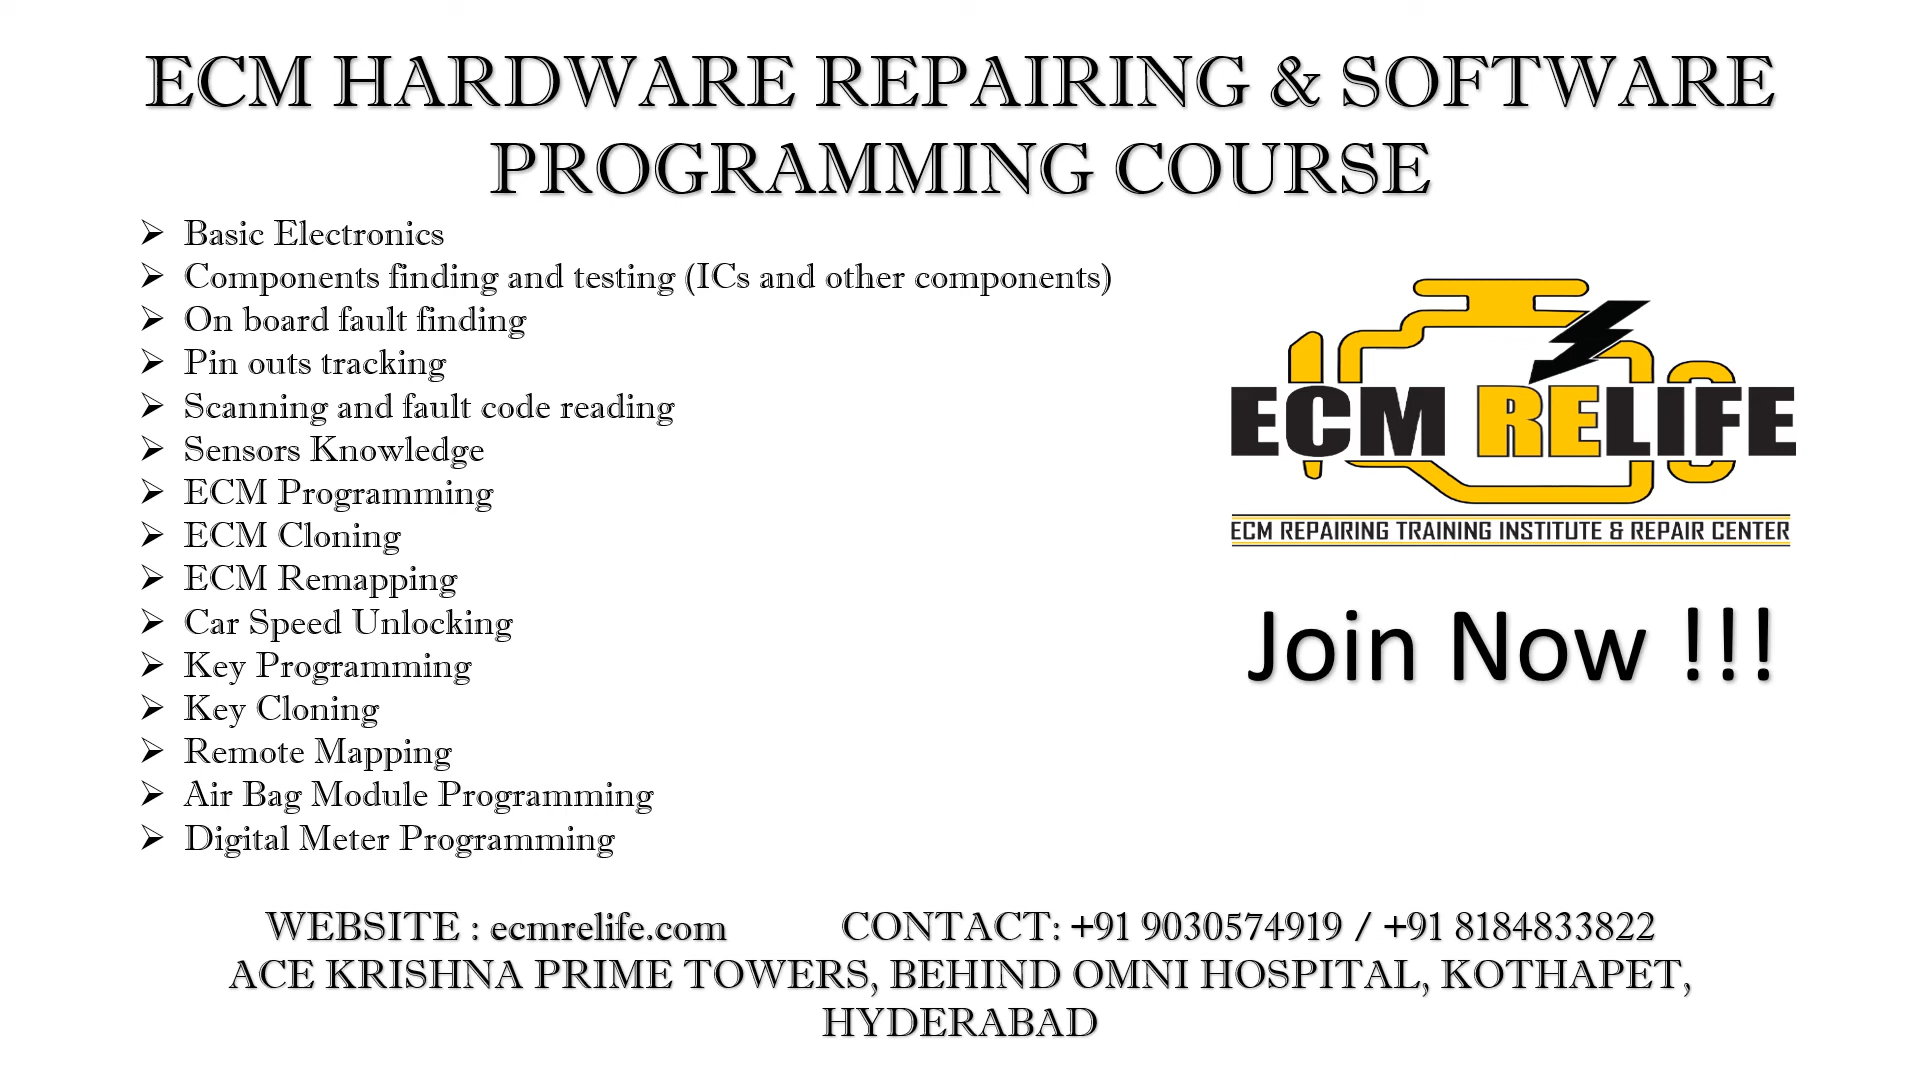 ECM HARDWARE REPAIRING & SOFTWARE
PROGRAMMING COURSE
➢ Basic Electronics
➢ Components finding and testing (ICs and other components)
➢ On board fault finding
➢ Pin outs tracking
➢ Scanning and fault code reading
➢ Sensors Knowledge
➢ ECM Programming
➢ ECM Cloning
➢ ECM Remapping
➢ Car Speed Unlocking
➢ Key Programming
➢ Key Cloning
➢ Remote Mapping
➢ Air Bag Module Programming
➢ Digital Meter Programming
ECM RELIFE
ECM REPAIRING TRAINING INSTITUTE & REPAIR CENTER
Join Now !!!
WEBSITE : ecmrelife.com CONTACT: +91 9030574919 / +91 8184833822
ACE KRISHNA PRIME TOWERS, BEHIND OMNI HOSPITAL, KOTHAPET,
HYDERABAD